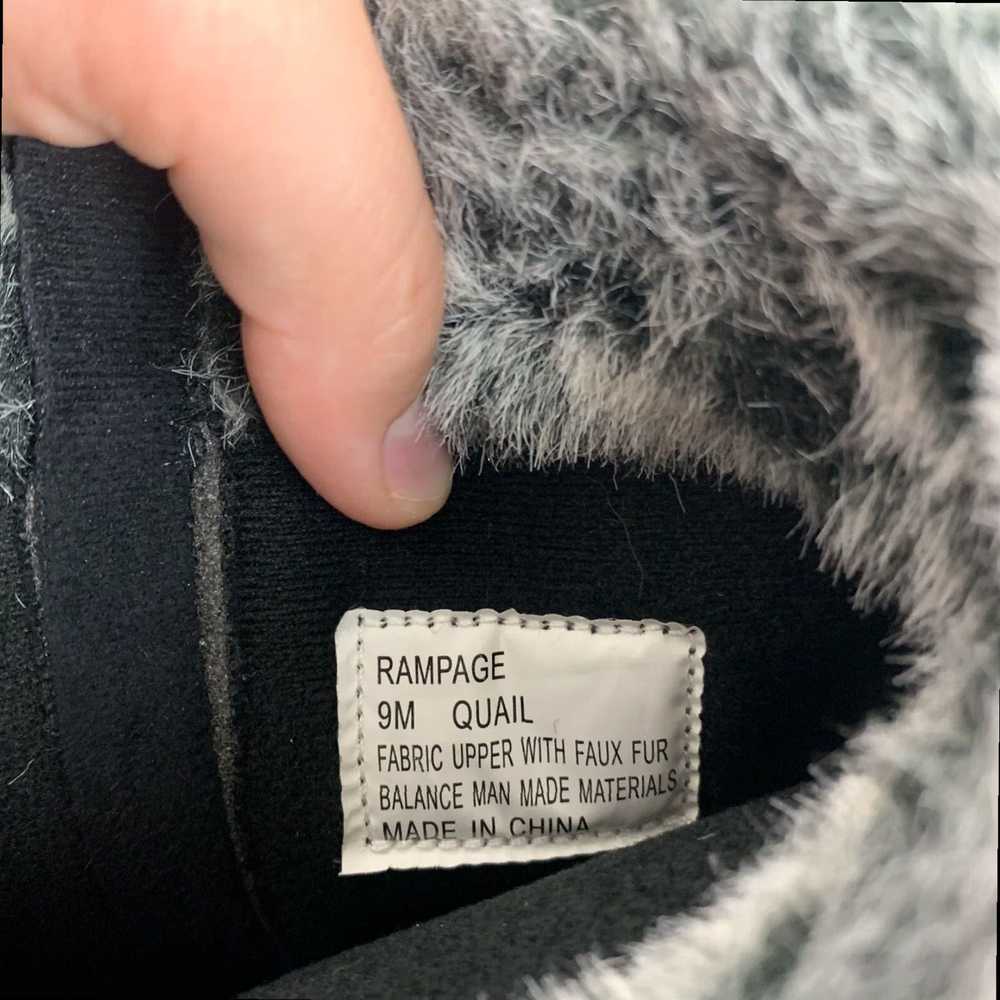 RAMPAGE
9M QUAIL
FABRIC UPPER WITH FAUX FUR
BALANCE MAN MADE MATERIALS
MADE IN CHINA